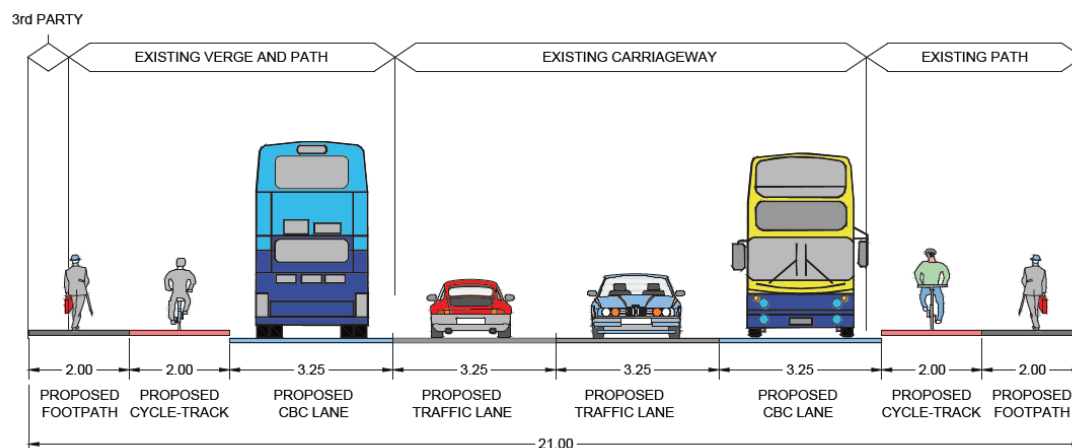 3rd PARTY
EXISTING VERGE AND PATH
EXISTING CARRIAGEWAY
EXISTING PATH
2.00
2.00
3.25
3.25
3.25
3.25
2.00
2.00
PROPOSED
FOOTPATH
PROPOSED
CYCLE-TRACK
PROPOSED
CBC LANE
PROPOSED
TRAFFIC LANE
PROPOSED
TRAFFIC LANE
PROPOSED
CBC LANE
PROPOSED
CYCLE-TRACK
PROPOSED
FOOTPATH
21.00